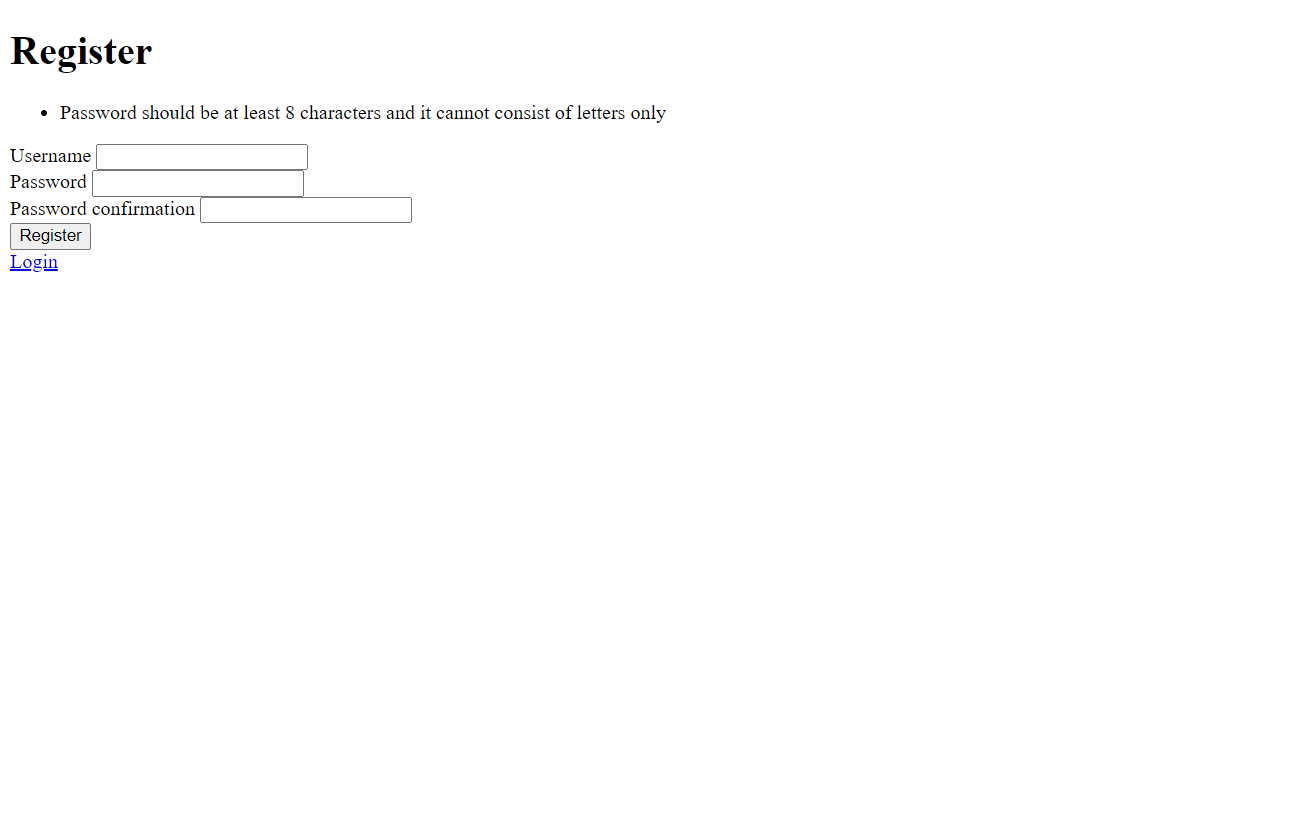 Register
Password should be at least 8 characters and it cannot consist of letters only
Username
Password
Password confirmation
Register
Login